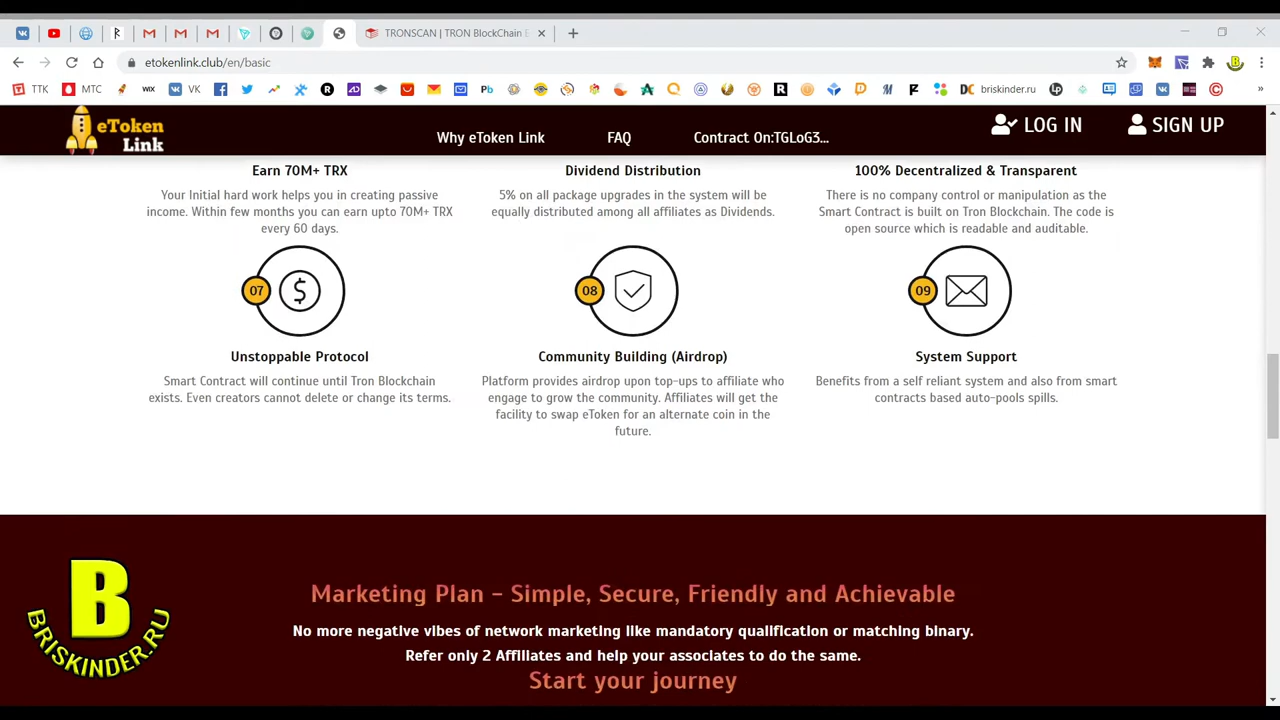 TRONSCAN | TRON BlockChain E
etokenlink.club/en/basic
TTK
МТС
WiX
VK
Pb
DC
briskinder.ru
Lp
eToken
Link
Why eToken Link
FAQ
Contract On:TGLoG3...
LOG IN
SIGN UP
Earn 70M+ TRX
Your Initial hard work helps you in creating passive
income. Within few months you can earn upto 70M+ TRX
every 60 days.
Dividend Distribution
5% on all package upgrades in the system will be
equally distributed among all affiliates as Dividends.
100% Decentralized & Transparent
There is no company control or manipulation as the
Smart Contract is built on Tron Blockchain. The code is
open source which is readable and auditable.
07
Unstoppable Protocol
Smart Contract will continue until Tron Blockchain
exists. Even creators cannot delete or change its terms.
08
Community Building (Airdrop)
Platform provides airdrop upon top-ups to affiliate who
engage to grow the community. Affiliates will get the
facility to swap eToken for an alternate coin in the
future.
09
System Support
Benefits from a self reliant system and also from smart
contracts based auto-pools spills.
B
BRISKINDER.RU
Marketing Plan - Simple, Secure, Friendly and Achievable
No more negative vibes of network marketing like mandatory qualification or matching binary.
Refer only 2 Affiliates and help your associates to do the same.
Start your journey